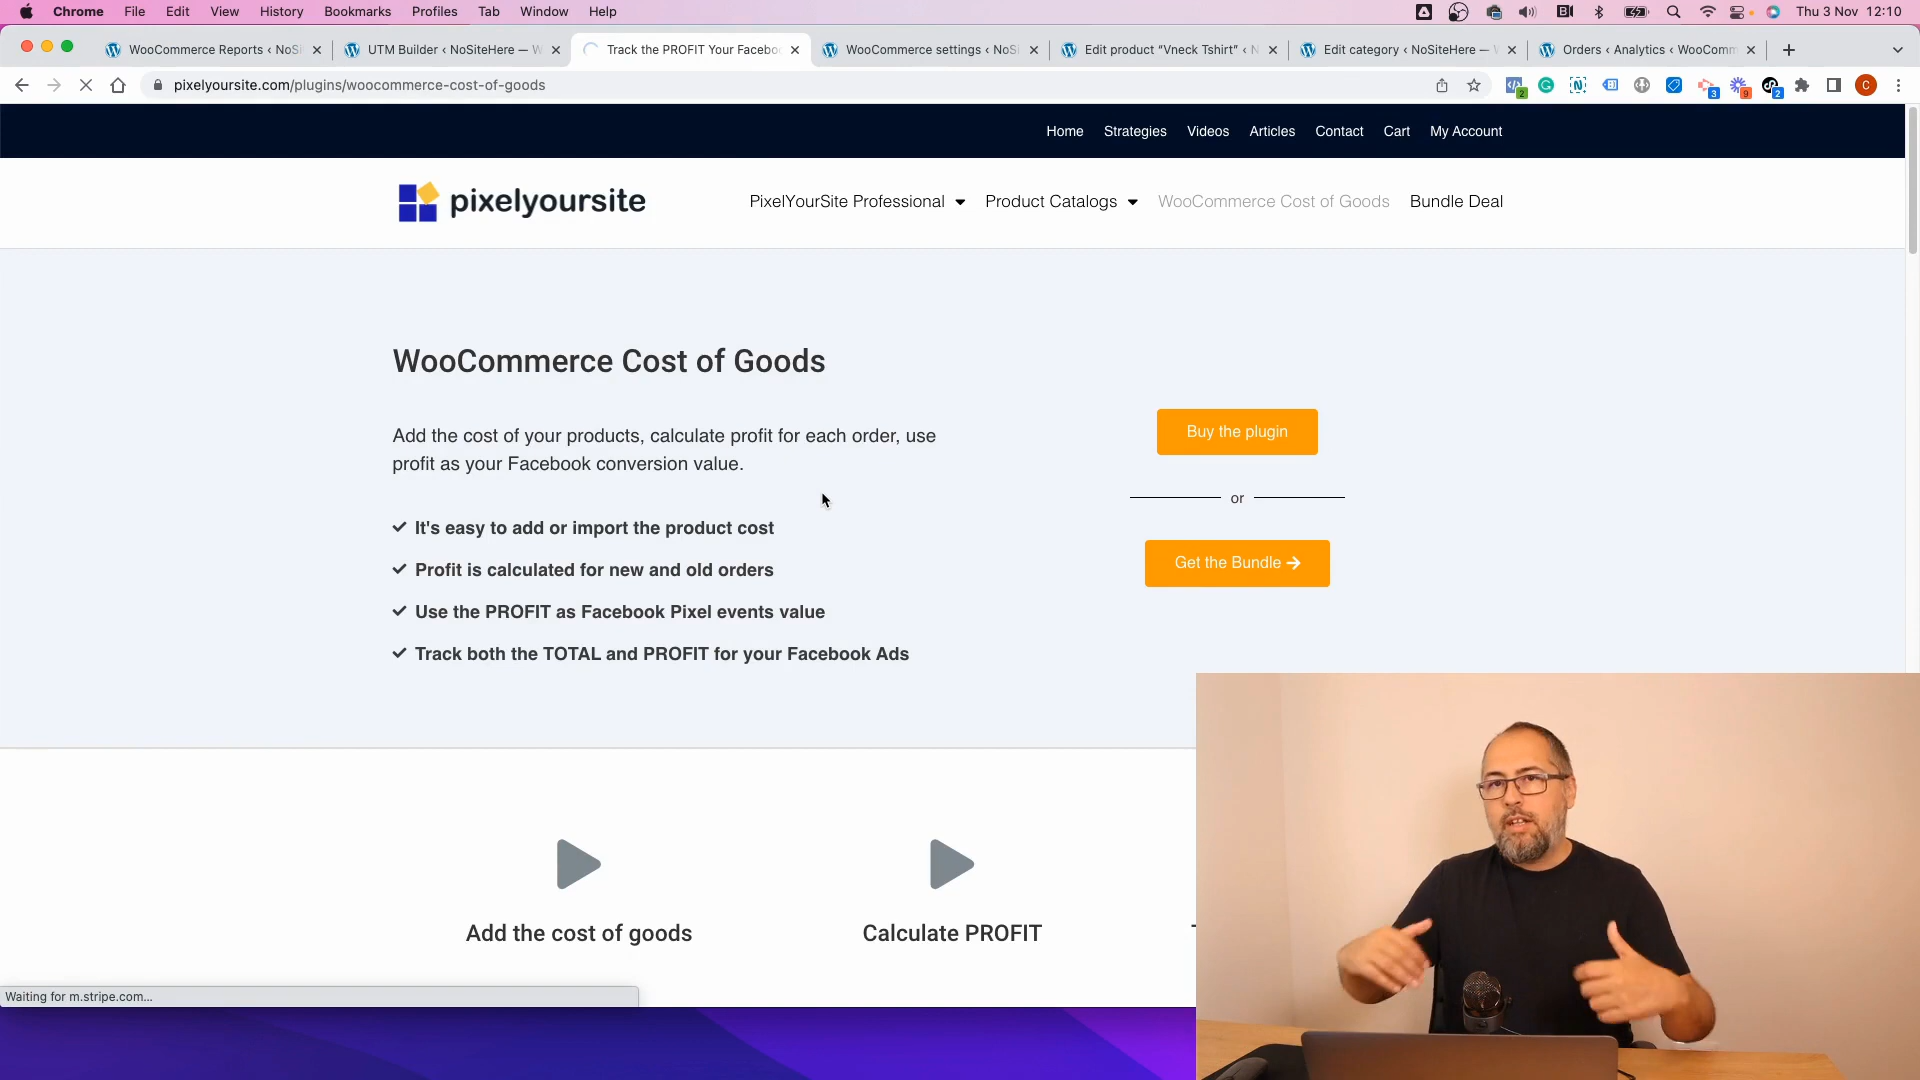 Chrome File Edit View History Bookmarks Profiles Tab Window Help Thu 3 Nov 12:10
WooCommerce Reports ‹ NoSi
UTM Builder ‹ NoSiteHere — W
Track the PROFIT Your Facebo
WooCommerce settings ‹ NoSi
Edit product “Vneck Tshirt” ‹ N
Edit category ‹ NoSiteHere — W
Orders ‹ Analytics ‹ WooComm
pixelyoursite.com/plugins/woocommerce-cost-of-goods
2 3 9 2 C
Home Strategies Videos Articles Contact Cart My Account
pixelyoursite
PixelYourSite Professional Product Catalogs WooCommerce Cost of Goods Bundle Deal
WooCommerce Cost of Goods
Add the cost of your products, calculate profit for each order, use
profit as your Facebook conversion value.
It's easy to add or import the product cost
Profit is calculated for new and old orders
Use the PROFIT as Facebook Pixel events value
Track both the TOTAL and PROFIT for your Facebook Ads
Buy the plugin
or
Get the Bundle
Add the cost of goods
Calculate PROFIT
Waiting for m.stripe.com...